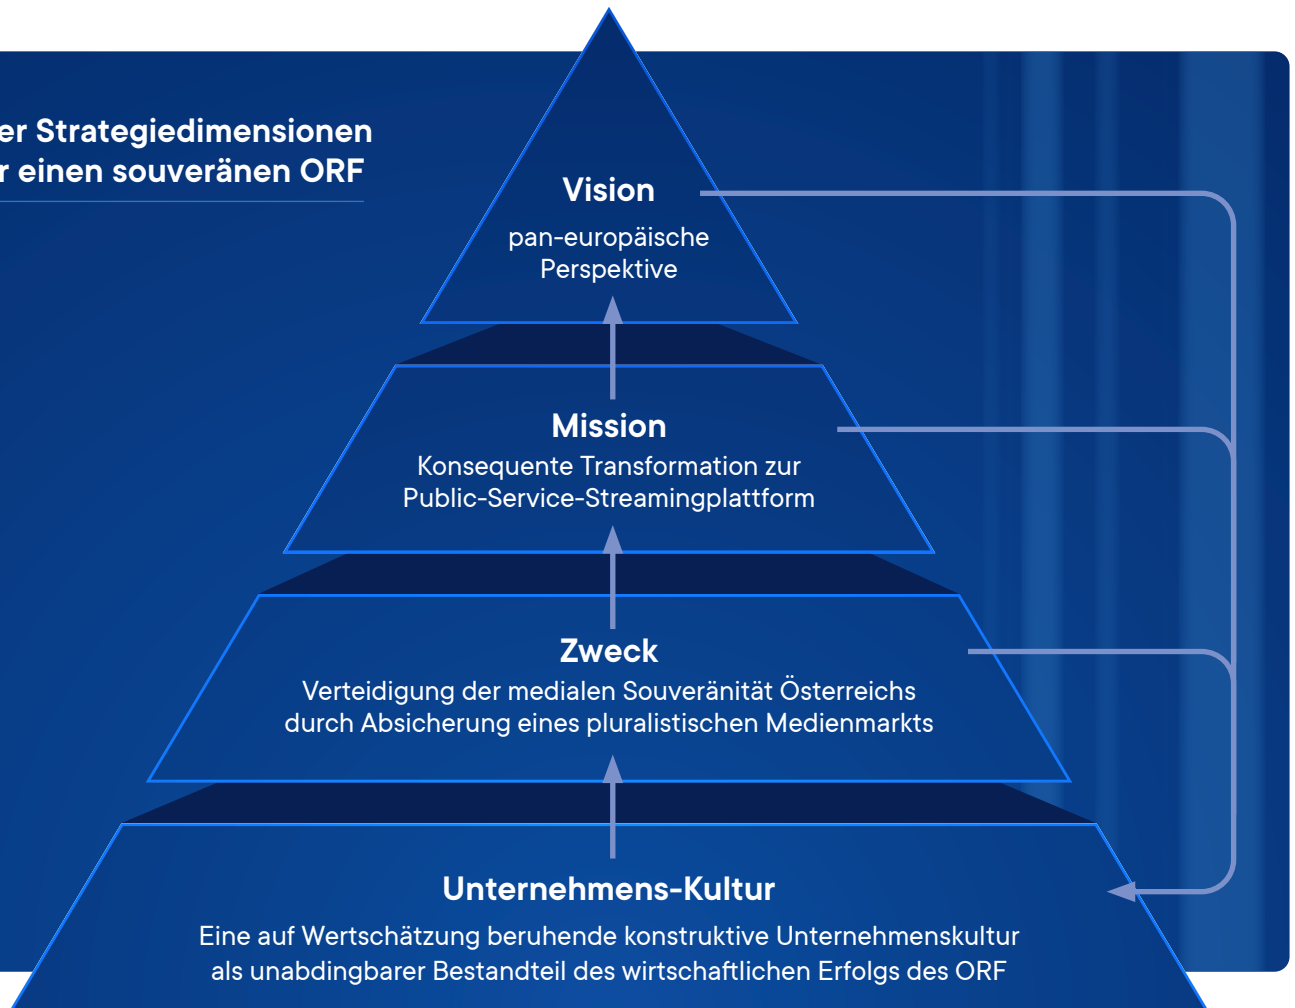 er Strategiedimensionen
r einen souveränen ORF
Vision
pan-europäische
Perspektive
Mission
Konsequente Transformation zur
Public-Service-Streamingplattform
Zweck
Verteidigung der medialen Souveränität Österreichs
durch Absicherung eines pluralistischen Medienmarkts
Unternehmens-Kultur
Eine auf Wertschätzung beruhende konstruktive Unternehmenskultur
als unabdingbarer Bestandteil des wirtschaftlichen Erfolgs des ORF